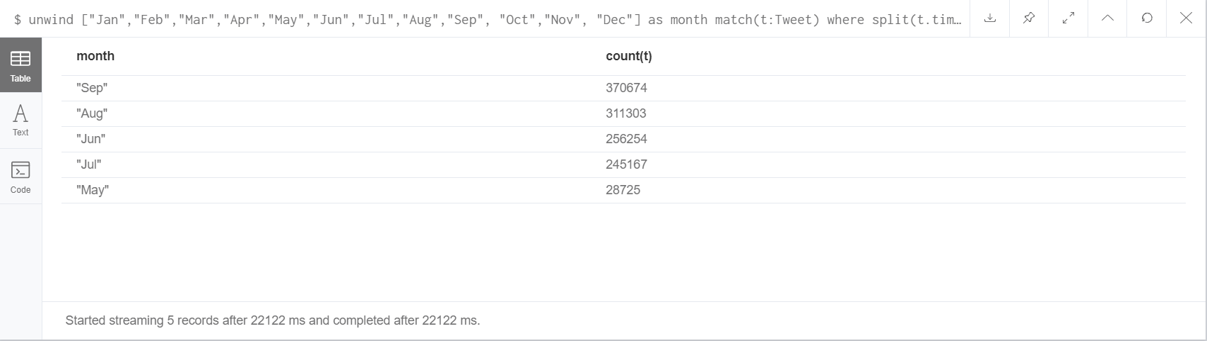 $ unwind ["Jan","Feb","Mar","Apr","May","Jun","Jul","Aug","Sep", "Oct","Nov", "Dec"] as month match(t:Tweet) where split(t.tim…
Table
Text
Code
month count(t)
"Sep" 370674
"Aug" 311303
"Jun" 256254
"Jul" 245167
"May" 28725
Started streaming 5 records after 22122 ms and completed after 22122 ms.